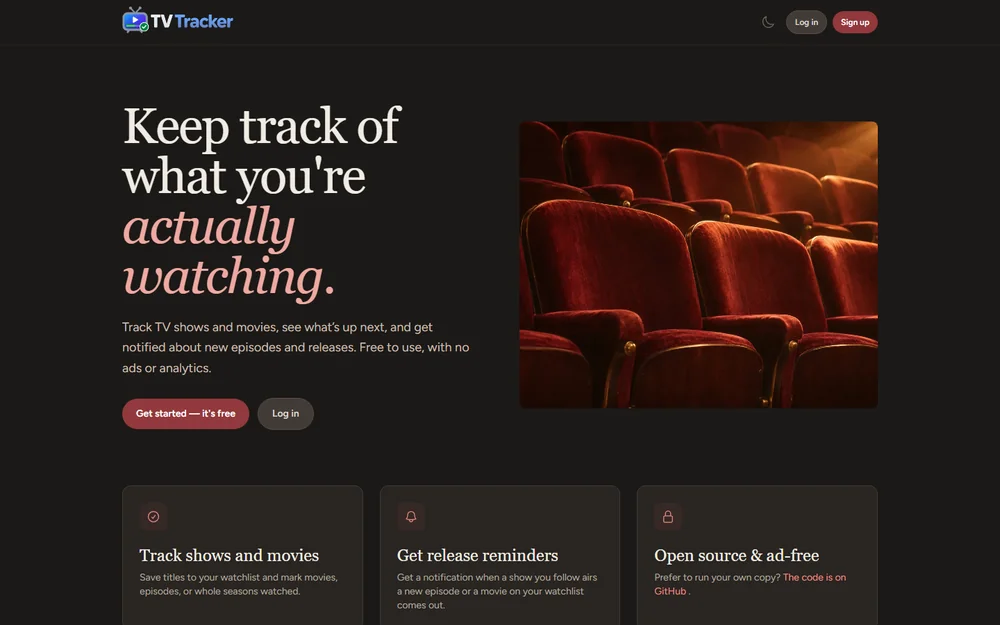 TV Tracker
Log in
Sign up
Keep track of
what you're
actually
watching.
Track TV shows and movies, see what's up next, and get
notified about new episodes and releases. Free to use, with no
ads or analytics.
Get started — it's free
Log in
Track shows and movies
Save titles to your watchlist and mark movies,
episodes, or whole seasons watched.
Get release reminders
Get a notification when a show you follow airs
a new episode or a movie on your watchlist
comes out.
Open source & ad-free
Prefer to run your own copy? The code is on
GitHub .